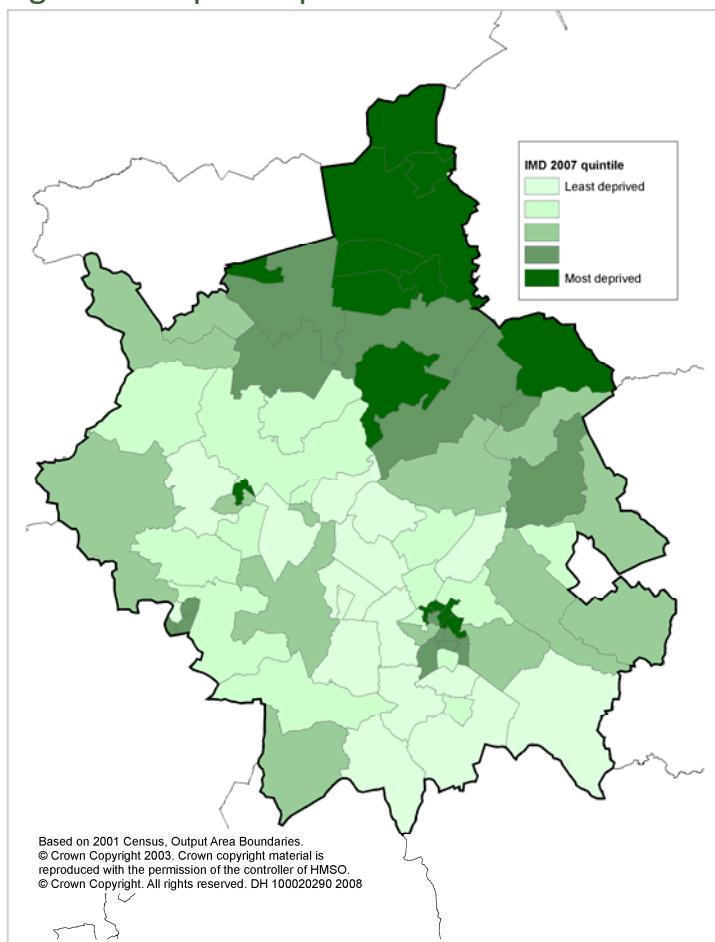 IMD 2007 quintile
Least deprived
Most deprived
Based on 2001 Census, Output Area Boundaries.
© Crown Copyright 2003. Crown copyright material is
reproduced with the permission of the controller of HMSO.
© Crown Copyright. All rights reserved. DH 100020290 2008